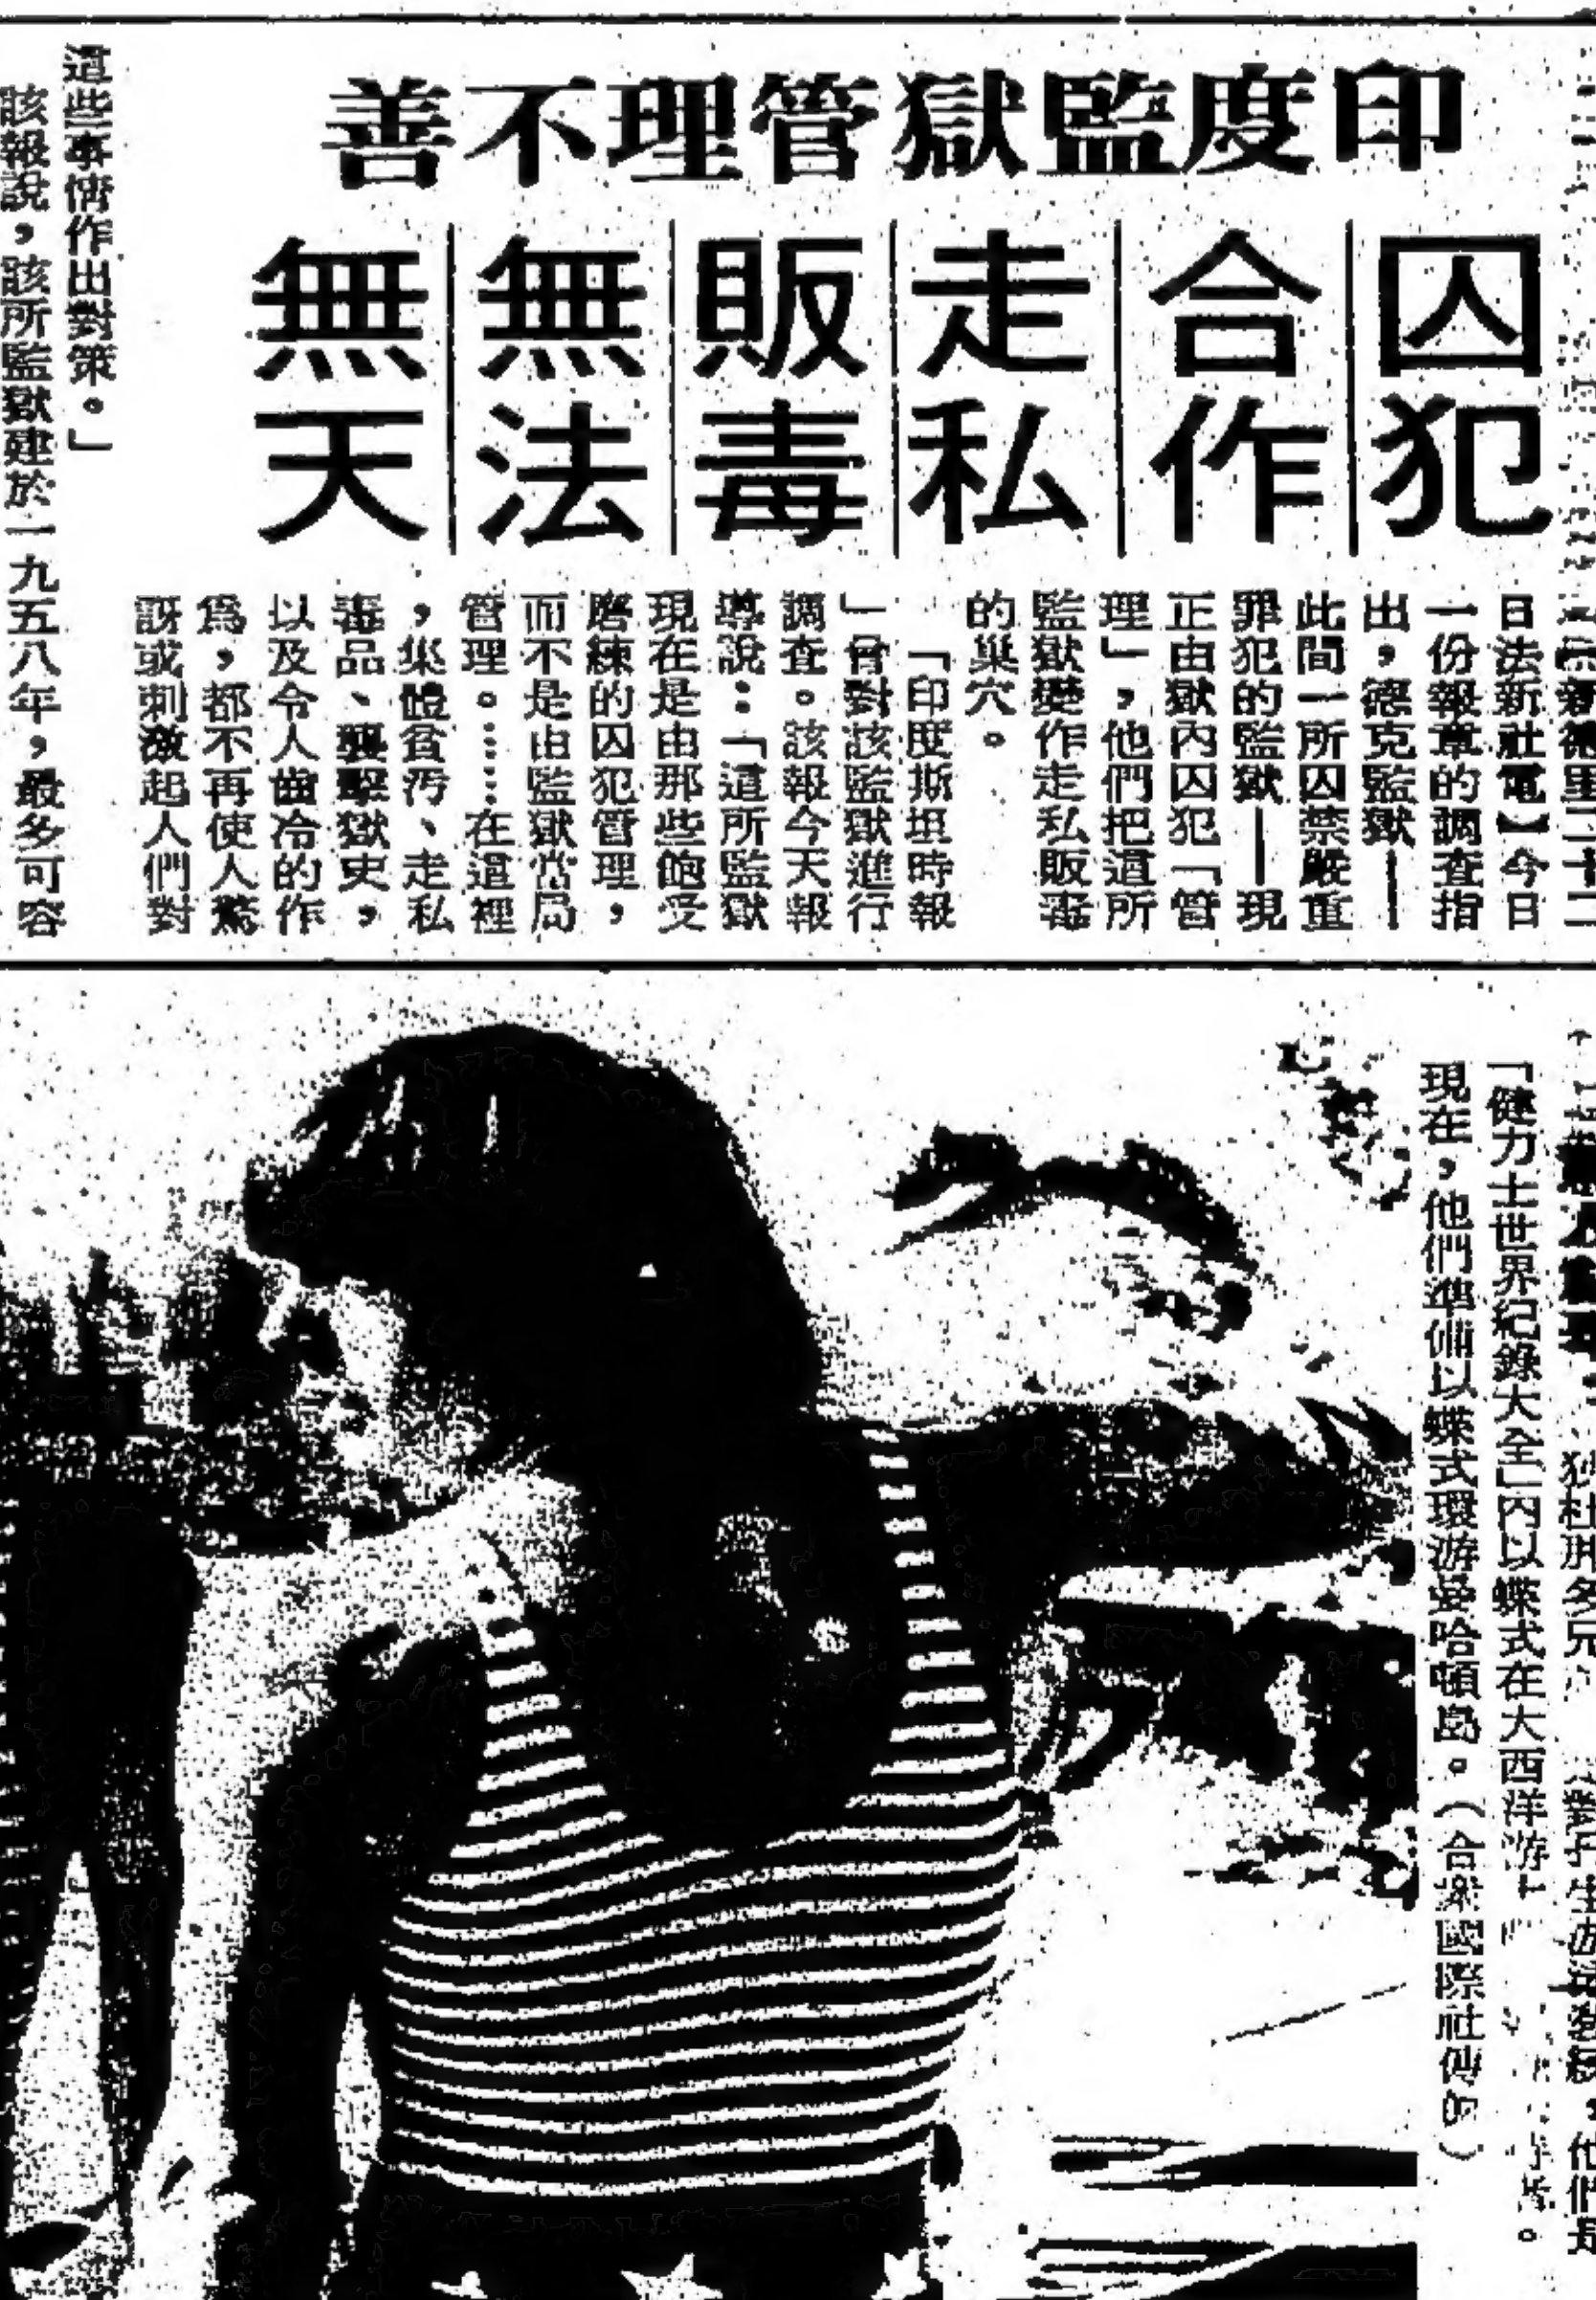 印度監獄管理不善
囚犯
合作
走私
販毒
無法
無天
新德里二十二
日法新社電】今日
一份報章的調查指
出，德克監獄——
此間一所囚禁嚴重
罪犯的監獄——現
正由獄內囚犯「管
理」，他們把這所
監獄變作走私販毒
的巢穴。
「印度斯坦時報
」曾對該監獄進行
調查。該報今天報
導說：「這所監獄
現在是由那些飽受
磨練的囚犯管理，
而不是由監獄當局
管理。……在這裡
，集體貪污、走私
毒品、襲擊獄吏，
以及令人齒冷的作
爲，都不再使人驚
訝或刺激起人們對
這些事情作出對策。」
該報說，該所監獄建於一九五八年，最多可容
他們是
「健力士世界紀錄大全」內以蝶式在大西洋游
現在，他們準備以蝶式環游曼哈頓島。（合衆國際社傳眞）